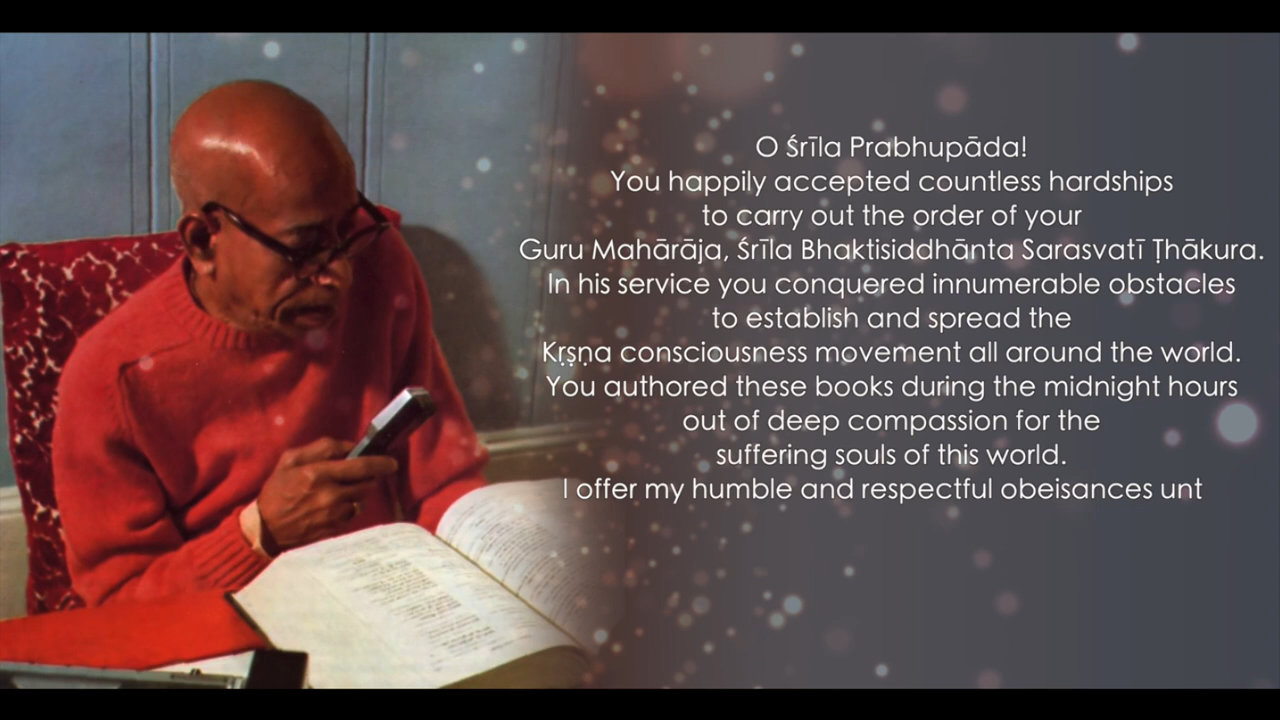 O Śrīla Prabhupāda!
You happily accepted countless hardships
to carry out the order of your
Guru Mahārāja, Śrīla Bhaktisiddhānta Sarasvatī Ṭhākura.
In his service you conquered innumerable obstacles
to establish and spread the
Kṛṣṇa consciousness movement all around the world.
You authored these books during the midnight hours
out of deep compassion for the
suffering souls of this world.
I offer my humble and respectful obeisances unt